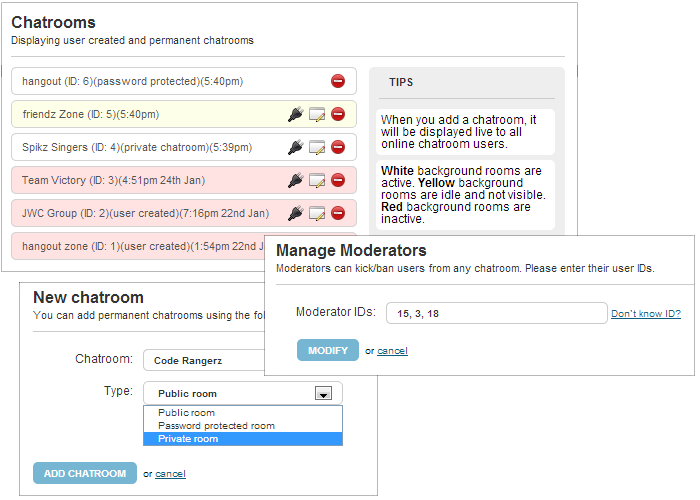 Chatrooms
Displaying user created and permanent chatrooms
hangout (ID: 6)(password protected)(5:40pm)
friendz Zone (ID: 5)(5:40pm)
Spikz Singers (ID: 4)(private chatroom)(5:39pm)
Team Victory (ID: 3)(4:51pm 24th Jan)
JWC Group (ID: 2)(user created)(7:16pm 22nd Jan)
hangout zone (ID: 1)(user created)(1:54pm 22nd
TIPS
When you add a chatroom, it
will be displayed live to all
online chatroom users.
White background rooms are
active. Yellow background
rooms are idle and not visible.
Red background rooms are
inactive.
Manage Moderators
Moderators can kick/ban users from any chatroom. Please enter their user IDs.
Moderator IDs: 15, 3, 18 Don't know ID?
MODIFY or cancel
New chatroom
You can add permanent chatrooms using the
Chatroom: Code Rangerz
Type: Public room
Public room
Password protected room
Private room
ADD CHATROOM or cancel